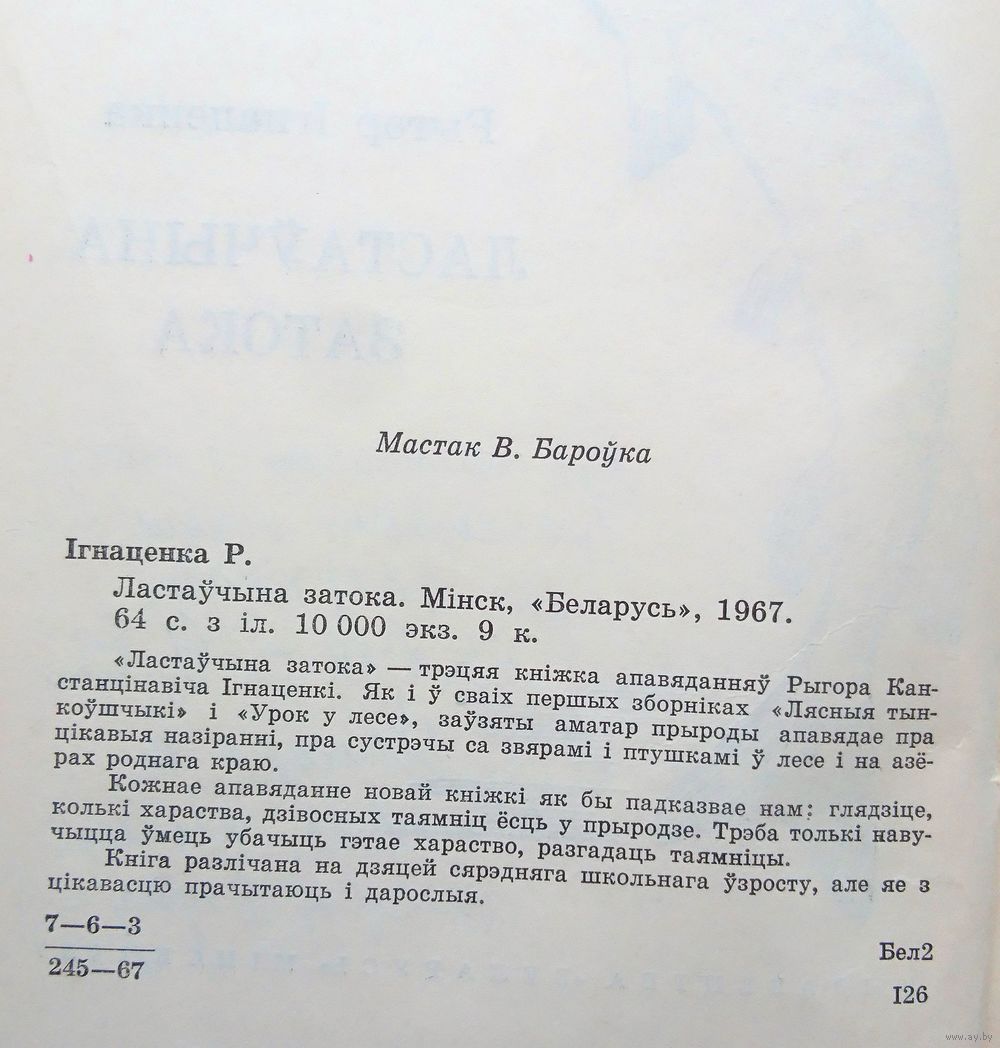 Мастак В. Бароўка
Ігнаценка Р.
Ластаўчына затока. Мінск, «Беларусь», 1967.
64 с. з іл. 10 000 экз. 9 к.
«Ластаўчына затока» — трэцяя кніжка апавяданняў Рыгора Кан-
станцінавіча Ігнаценкі. Як і ў сваіх першых зборніках «Лясныя тын-
коўшчыкі» і «Урок у лесе», заўзяты аматар прыроды апавядае пра
цікавыя назіранні, пра сустрэчы са звярамі і птушкамі ў лесе і на азё-
рах роднага краю.
Кожнае апавяданне новай кніжкі як бы падказвае нам: глядзіце,
колькі хараства, дзівосных таямніц ёсць у прыродзе. Трэба толькі наву-
чыцца ўмець убачыць гэтае хараство, разгадаць таямніцы.
Кніга разлічана на дзяцей сярэдняга школьнага ўзросту, але яе з
цікавасцю прачытаюць і дарослыя.
7—6—3
245—67
Бел2
І26
www.ay.by